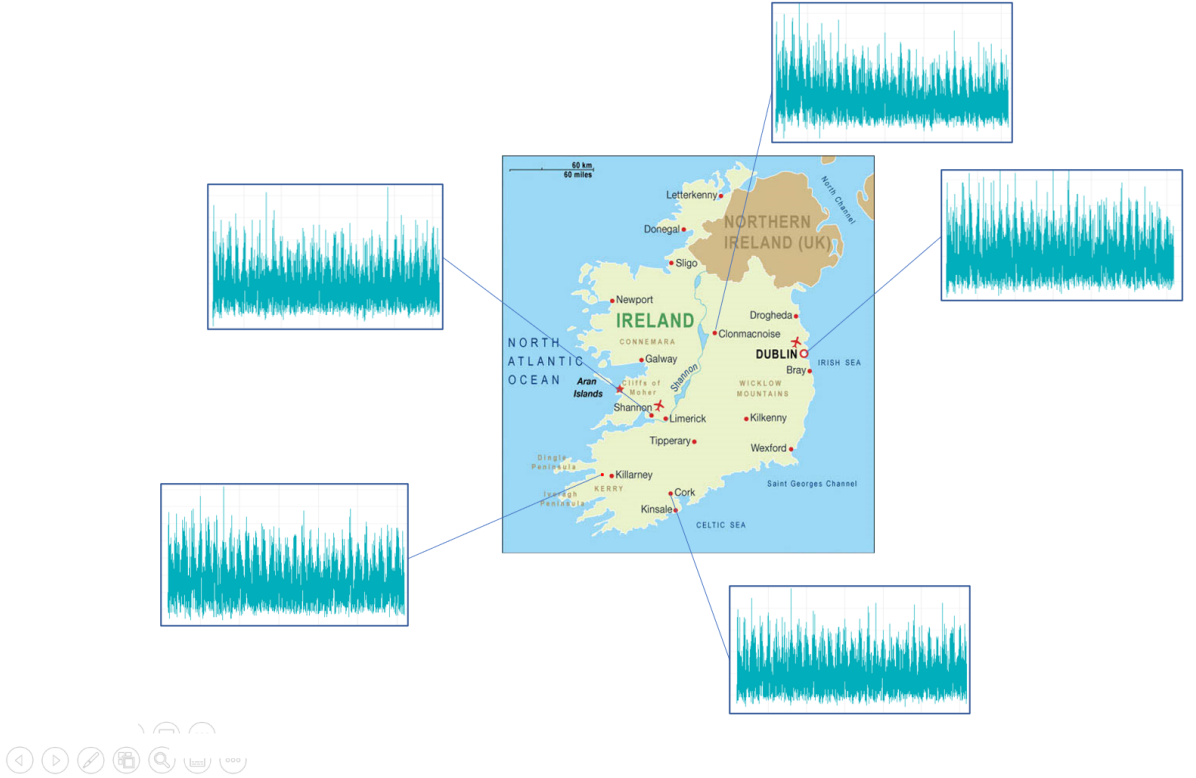 60 km
60 miles
North Channel
Letterkenny
NORTHERN
IRELAND (UK)
Donegal
Sligo
Newport
IRELAND
CONNEMARA
Drogheda
Clonmacnoise
NORTH
ATLANTIC
OCEAN
DUBLIN
IRISH SEA
Galway
Bray
Shannon
Aran
Islands
Cliffs of
Moher
WICKLOW
MOUNTAINS
Shannon
Limerick
Kilkenny
Tipperary
Wexford
Dingle
Peninsula
Killarney
KERRY
Saint Georges Channel
Iveragh
Peninsula
Cork
Kinsale
CELTIC SEA